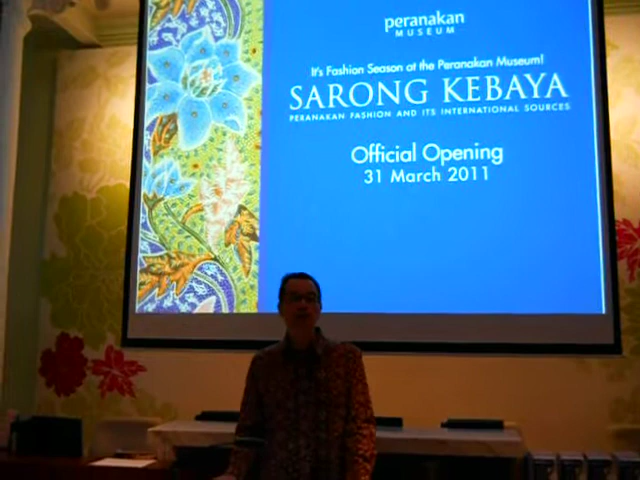 peranakan
MUSEUM
It's Fashion Season at the Peranakan Museum!
SARONG KEBAYA
PERANAKAN FASHION AND ITS INTERNATIONAL SOURCES
Official Opening
31 March 2011